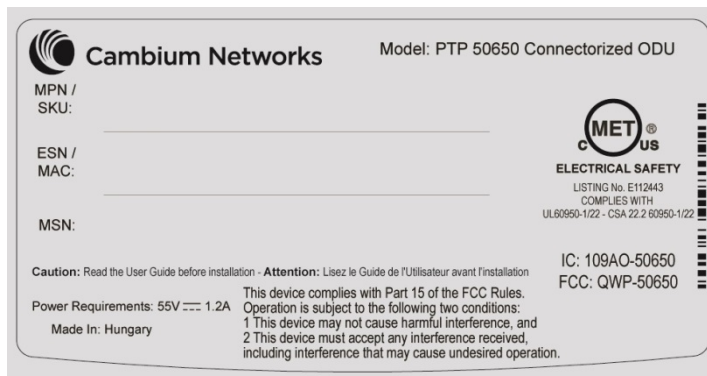 Cambium Networks
Model: PTP 50650 Connectorized ODU
MPN /
SKU:
ESN /
MAC:
MSN:
MET ®
C US
ELECTRICAL SAFETY
LISTING No. E112443
COMPLIES WITH
UL60950-1/22 - CSA 22.2 60950-1/22
IC: 109AO-50650
FCC: QWP-50650
Caution: Read the User Guide before installation - Attention: Lisez le Guide de l'Utilisateur avant l'installation
Power Requirements: 55V ⎓ 1.2A
Made In: Hungary
This device complies with Part 15 of the FCC Rules.
Operation is subject to the following two conditions:
1 This device may not cause harmful interference, and
2 This device must accept any interference received,
including interference that may cause undesired operation.